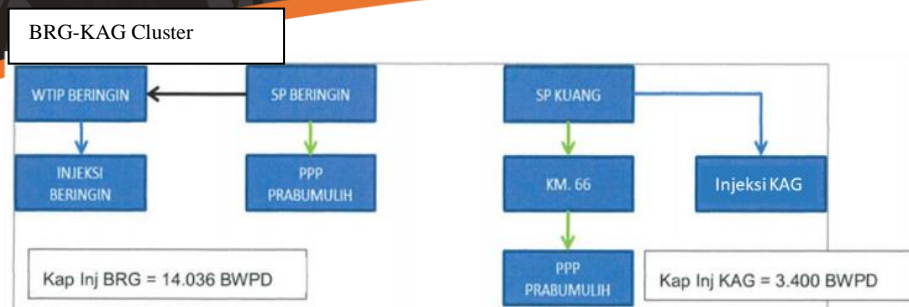 BRG-KAG Cluster
WTIP BERINGIN
SP BERINGIN
SP KUANG
INJEKSI
BERINGIN
PPP
PRABUMULIH
KM. 66
Injeksi KAG
Kap Inj BRG = 14.036 BWPD
PPP
PRABUMULIH
Kap Inj KAG = 3.400 BWPD